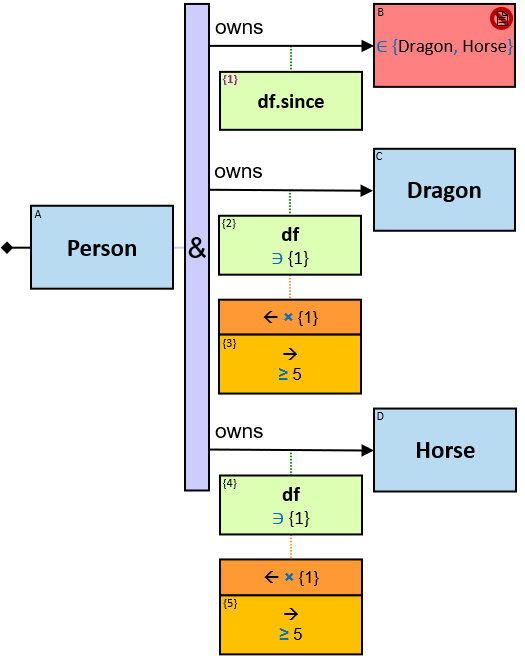 owns
B
∈ {Dragon, Horse}
{1}
df.since
owns
C
Dragon
A
Person
&
{2}
df
∋ {1}
← × {1}
{3}
→
≥ 5
owns
D
Horse
{4}
df
∋ {1}
← × {1}
{5}
→
≥ 5